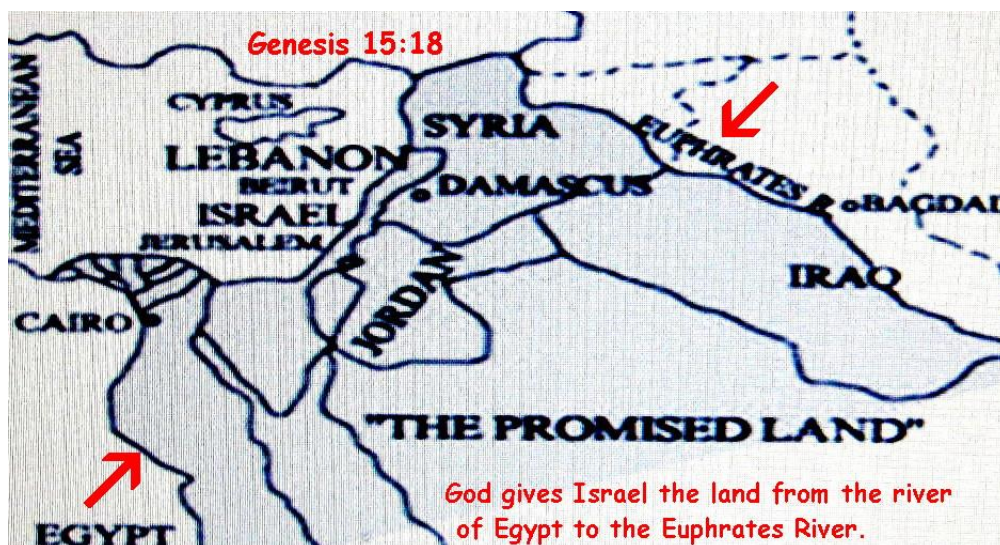 Genesis 15:18
MEDITERRANEAN
SEA
CYPRUS
LEBANON
BEIRUT
ISRAEL
JERUSALEM
SYRIA
DAMASCUS
EUPHRATES R
BAGDAD
IRAQ
JORDAN
CAIRO
"THE PROMISED LAND"
EGYPT
God gives Israel the land from the river
of Egypt to the Euphrates River.